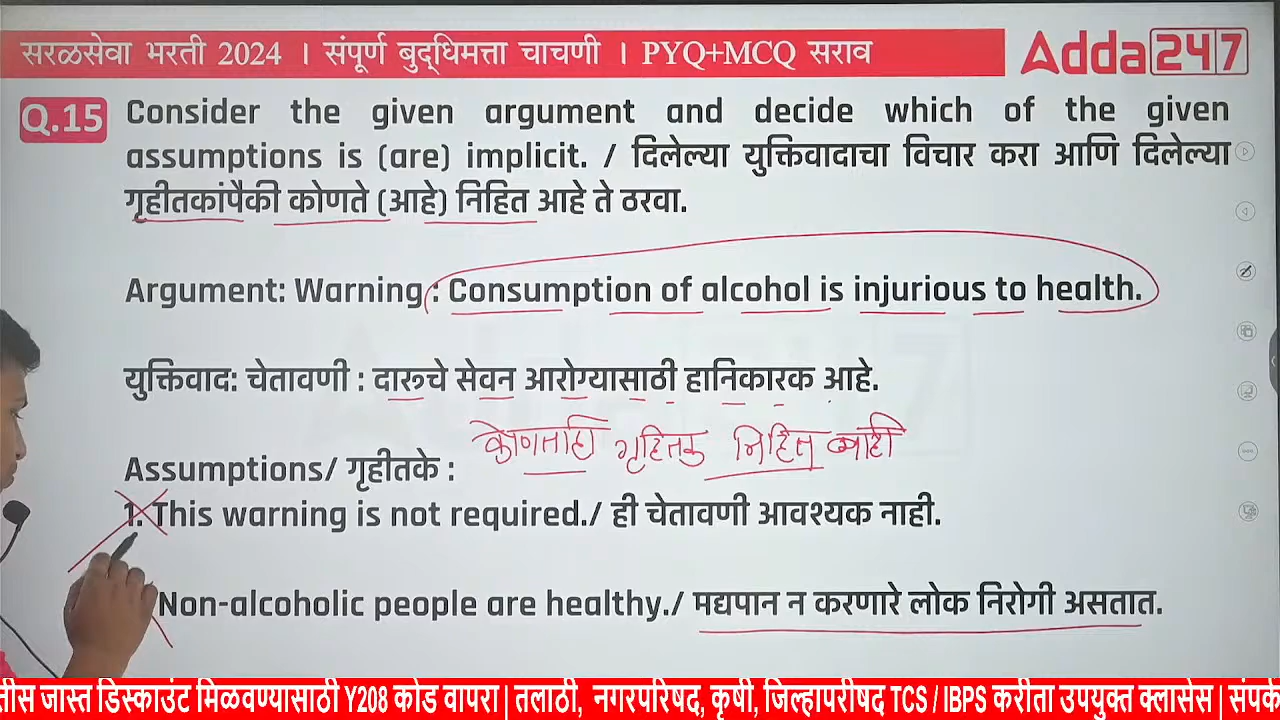 सरळसेवा भरती 2024 । संपूर्ण बुद्धिमत्ता चाचणी । PYQ+MCQ सराव
Adda247
Q.15 Consider the given argument and decide which of the given
assumptions is (are) implicit. / दिलेल्या युक्तिवादाचा विचार करा आणि दिलेल्या
गृहीतकांपैकी कोणते (आहे) निहित आहे ते ठरवा.
Argument: Warning : Consumption of alcohol is injurious to health.
युक्तिवाद: चेतावणी : दारूचे सेवन आरोग्यासाठी हानिकारक आहे.
कोणताही गृहितक निहित नाही
Assumptions/ गृहीतके :
1. This warning is not required./ ही चेतावणी आवश्यक नाही.
Non-alcoholic people are healthy./ मद्यपान न करणारे लोक निरोगी असतात.
तीस जास्त डिस्काउंट मिळवण्यासाठी Y208 कोड वापरा | तलाठी, नगरपरिषद, कृषी, जिल्हापरीषद TCS / IBPS करीता उपयुक्त क्लासेस | संपर्क